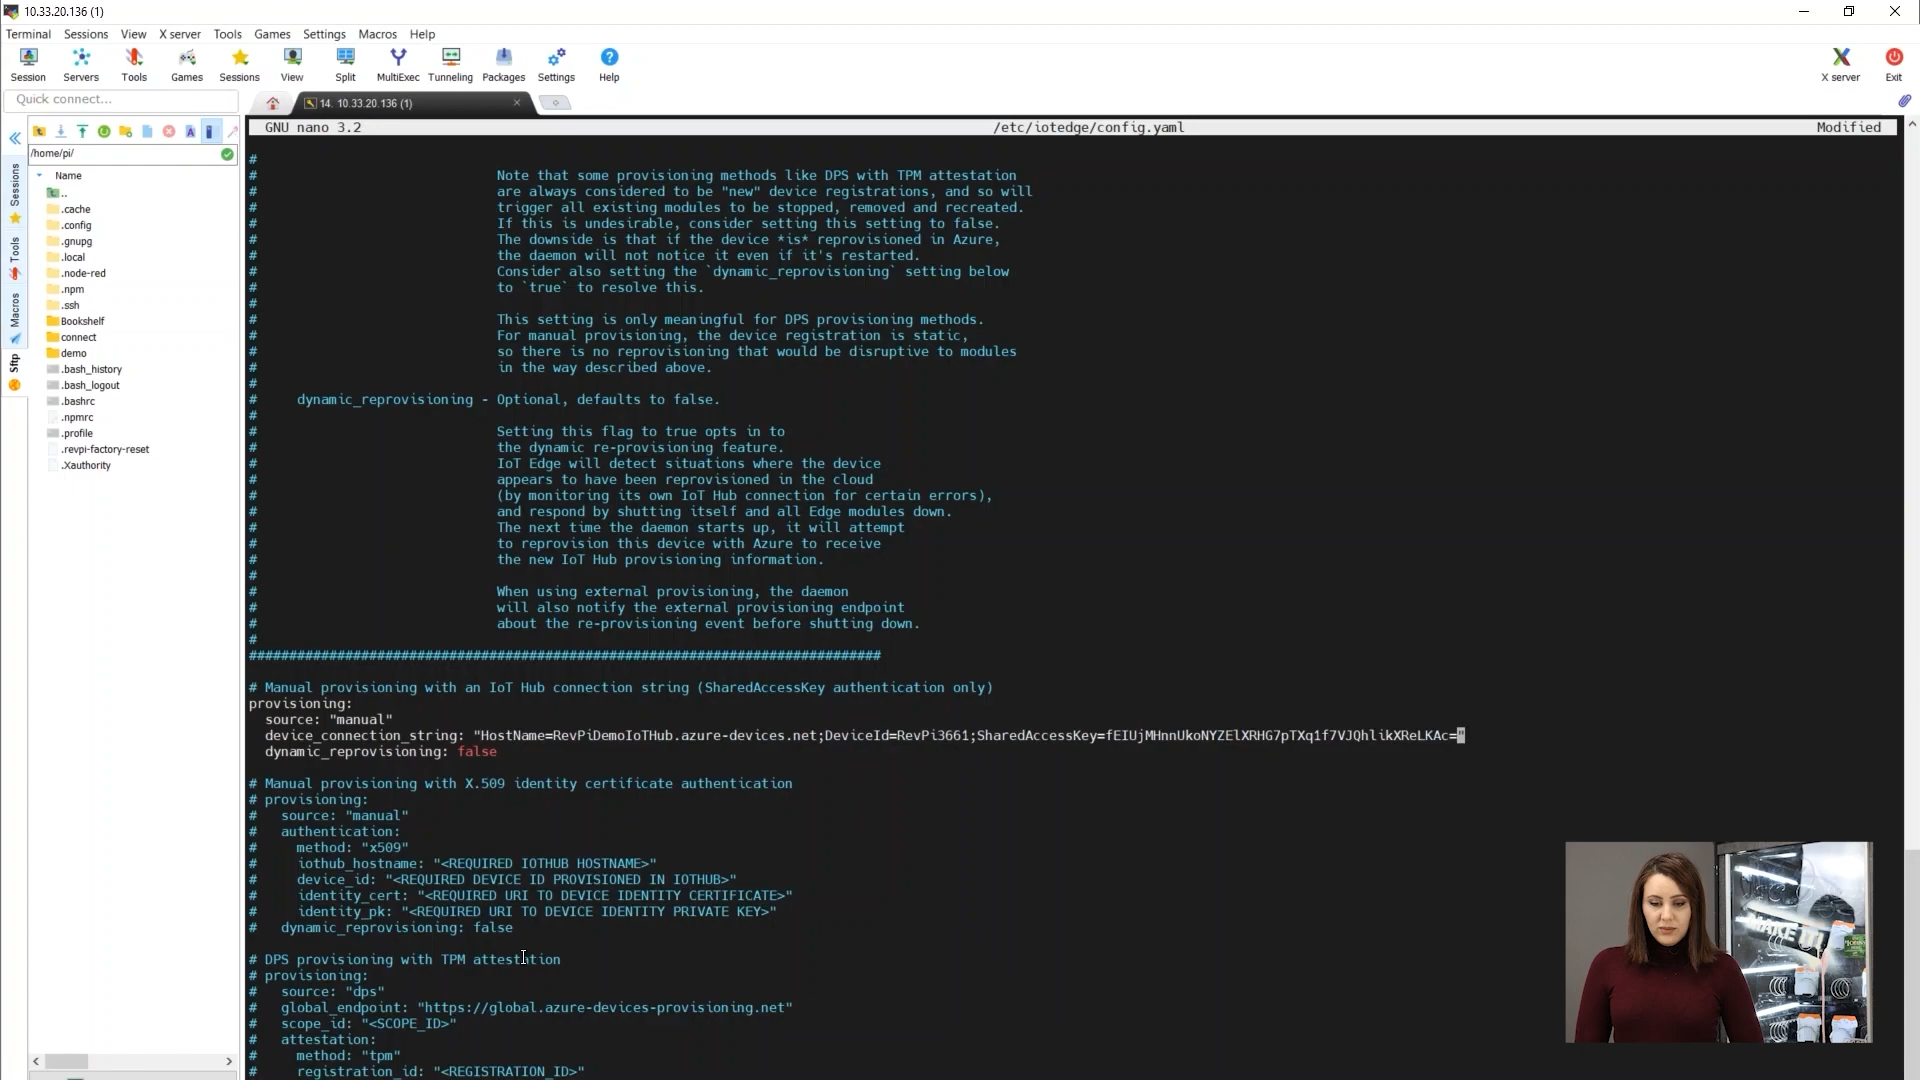 10.33.20.136 (1)
Terminal Sessions View X server Tools Games Settings Macros Help
Session Servers Tools Games Sessions View Split MultiExec Tunneling Packages Settings Help X server Exit
Quick connect...
14. 10.33.20.136 (1)
/home/pi/
Name
..
.cache
.config
.gnupg
.local
.node-red
.npm
.ssh
Bookshelf
connect
demo
.bash_history
.bash_logout
.bashrc
.npmrc
.profile
.revpi-factory-reset
.Xauthority
Sessions
Tools
Macros
Sftp
GNU nano 3.2 /etc/iotedge/config.yaml Modified
#
# Note that some provisioning methods like DPS with TPM attestation
# are always considered to be "new" device registrations, and so will
# trigger all existing modules to be stopped, removed and recreated.
# If this is undesirable, consider setting this setting to false.
# The downside is that if the device *is* reprovisioned in Azure,
# the daemon will not notice it even if it's restarted.
# Consider also setting the `dynamic_reprovisioning` setting below
# to `true` to resolve this.
#
# This setting is only meaningful for DPS provisioning methods.
# For manual provisioning, the device registration is static,
# so there is no reprovisioning that would be disruptive to modules
# in the way described above.
#
# dynamic_reprovisioning - Optional, defaults to false.
#
# Setting this flag to true opts in to
# the dynamic re-provisioning feature.
# IoT Edge will detect situations where the device
# appears to have been reprovisioned in the cloud
# (by monitoring its own IoT Hub connection for certain errors),
# and respond by shutting itself and all Edge modules down.
# The next time the daemon starts up, it will attempt
# to reprovision this device with Azure to receive
# the new IoT Hub provisioning information.
#
# When using external provisioning, the daemon
# will also notify the external provisioning endpoint
# about the re-provisioning event before shutting down.
#
###############################################################################
# Manual provisioning with an IoT Hub connection string (SharedAccessKey authentication only)
provisioning:
source: "manual"
device_connection_string: "HostName=RevPiDemoIoTHub.azure-devices.net;DeviceId=RevPi3661;SharedAccessKey=fEIUjMHnnUkoNYZElXRHG7pTXq1f7VJQhlikXReLKAc="
dynamic_reprovisioning: false
# Manual provisioning with X.509 identity certificate authentication
# provisioning:
# source: "manual"
# authentication:
# method: "x509"
# iothub_hostname: "<REQUIRED IOTHUB HOSTNAME>"
# device_id: "<REQUIRED DEVICE ID PROVISIONED IN IOTHUB>"
# identity_cert: "<REQUIRED URI TO DEVICE IDENTITY CERTIFICATE>"
# identity_pk: "<REQUIRED URI TO DEVICE IDENTITY PRIVATE KEY>"
# dynamic_reprovisioning: false
# DPS provisioning with TPM attestation
# provisioning:
# source: "dps"
# global_endpoint: "https://global.azure-devices-provisioning.net"
# scope_id: "<SCOPE_ID>"
# attestation:
# method: "tpm"
# registration_id: "<REGISTRATION_ID>"
MAKE IT!